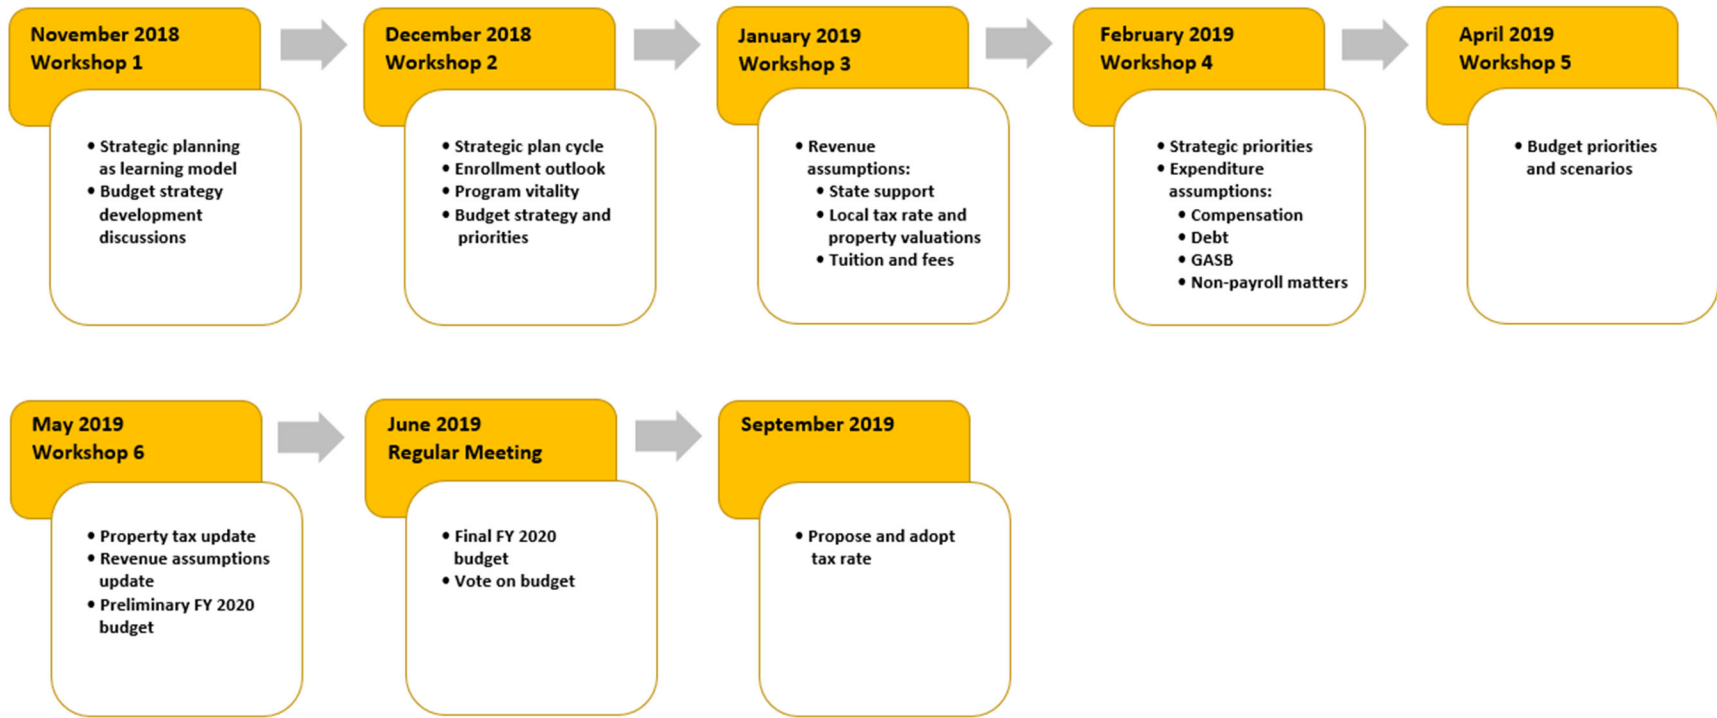 November 2018
Workshop 1
• Strategic planning
as learning model
• Budget strategy
development
discussions
December 2018
Workshop 2
• Strategic plan cycle
• Enrollment outlook
• Program vitality
• Budget strategy and
priorities
January 2019
Workshop 3
• Revenue
assumptions:
• State support
• Local tax rate and
property valuations
• Tuition and fees
February 2019
Workshop 4
• Strategic priorities
• Expenditure
assumptions:
• Compensation
• Debt
• GASB
• Non-payroll matters
April 2019
Workshop 5
• Budget priorities
and scenarios
May 2019
Workshop 6
• Property tax update
• Revenue assumptions
update
• Preliminary FY 2020
budget
June 2019
Regular Meeting
• Final FY 2020
budget
• Vote on budget
September 2019
• Propose and adopt
tax rate